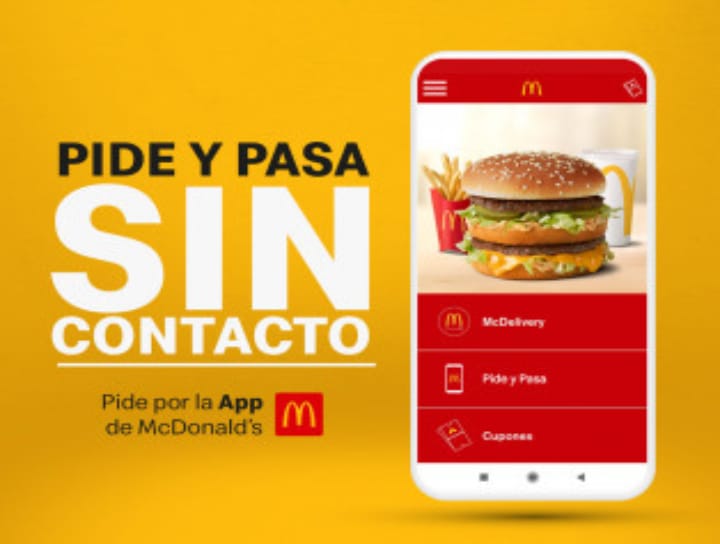 PIDE Y PASA
SIN
CONTACTO
Pide por la App
de McDonald's
McDelivery
Pide y Pasa
Cupones